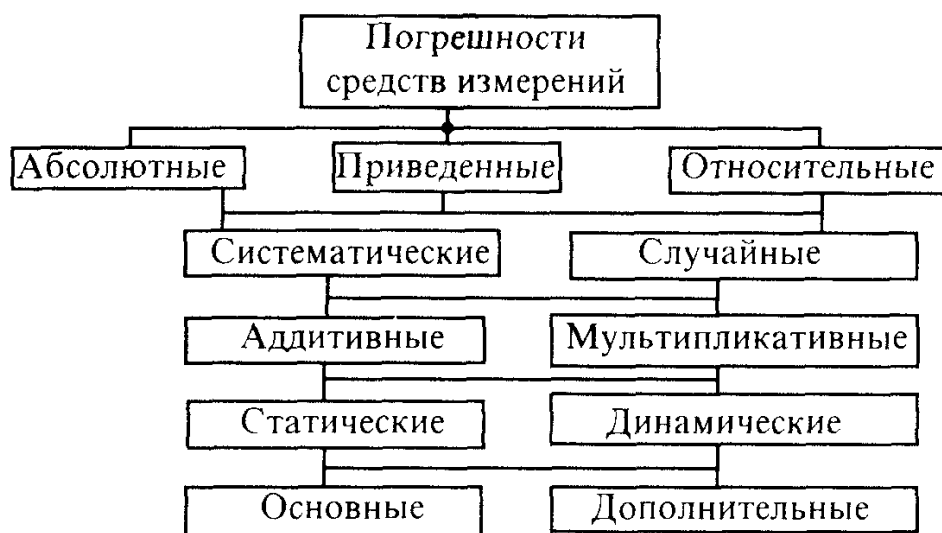 Погрешности
средств измерений
Абсолютные
Приведенные
Относительные
Систематические
Случайные
Аддитивные
Мультипликативные
Статические
Динамические
Основные
Дополнительные